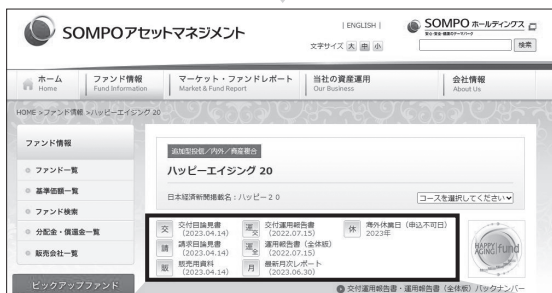 SOMPOアセットマネジメント
| ENGLISH |
SOMPO ホールディングス
安心・安全・健康のテーマパーク
文字サイズ 大 中 小
検索
ホーム
Home
ファンド情報
Fund Information
マーケット・ファンドレポート
Market & Fund Report
当社の資産運用
Our Business
会社情報
About Us
HOME >ファンド情報 >ハッピーエイジング 20
ファンド情報
ファンド一覧
基準価額一覧
ファンド検索
分配金・償還金一覧
販売会社一覧
ピックアップファンド
追加型投信／内外／資産複合
ハッピーエイジング 20
日本経済新聞掲載名：ハッピー２０
コースを選択してください
交 交付目論見書
（2023.04.14）
運交 交付運用報告書
（2022.07.15）
休 海外休業日（申込不可日）
2023年
請 請求目論見書
（2023.04.14）
運全 運用報告書（全体版）
（2022.07.15）
販 販売用資料
（2023.04.14）
月 最新月次レポート
（2023.06.30）
HAPPY AGING fund
交付運用報告書・運用報告書（全体版）バックナンバー